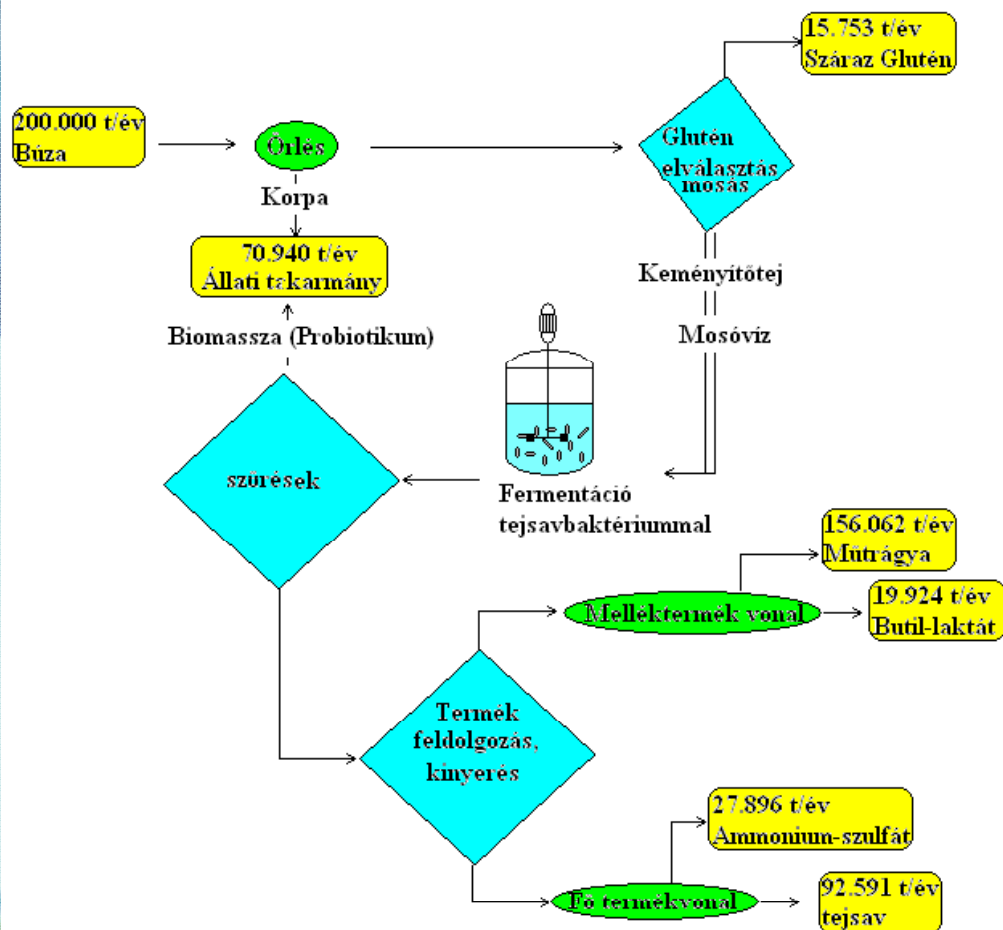 15.753 t/év
Száraz Glutén
200.000 t/év
Búza
Őrlés
Glutén
elválasztás
mosás
Korpa
70.940 t/év
Állati takarmány
Keményítőtej
Biomassza (Probiotikum)
Mosóvíz
szűrések
Fermentáció
tejsavbaktériummal
156.062 t/év
Műtrágya
Melléktermék vonal
19.924 t/év
Butil-laktát
Termék
feldolgozás,
kinyerés
27.896 t/év
Ammonium-szulfát
Fő termékvonal
92.591 t/év
tejsav